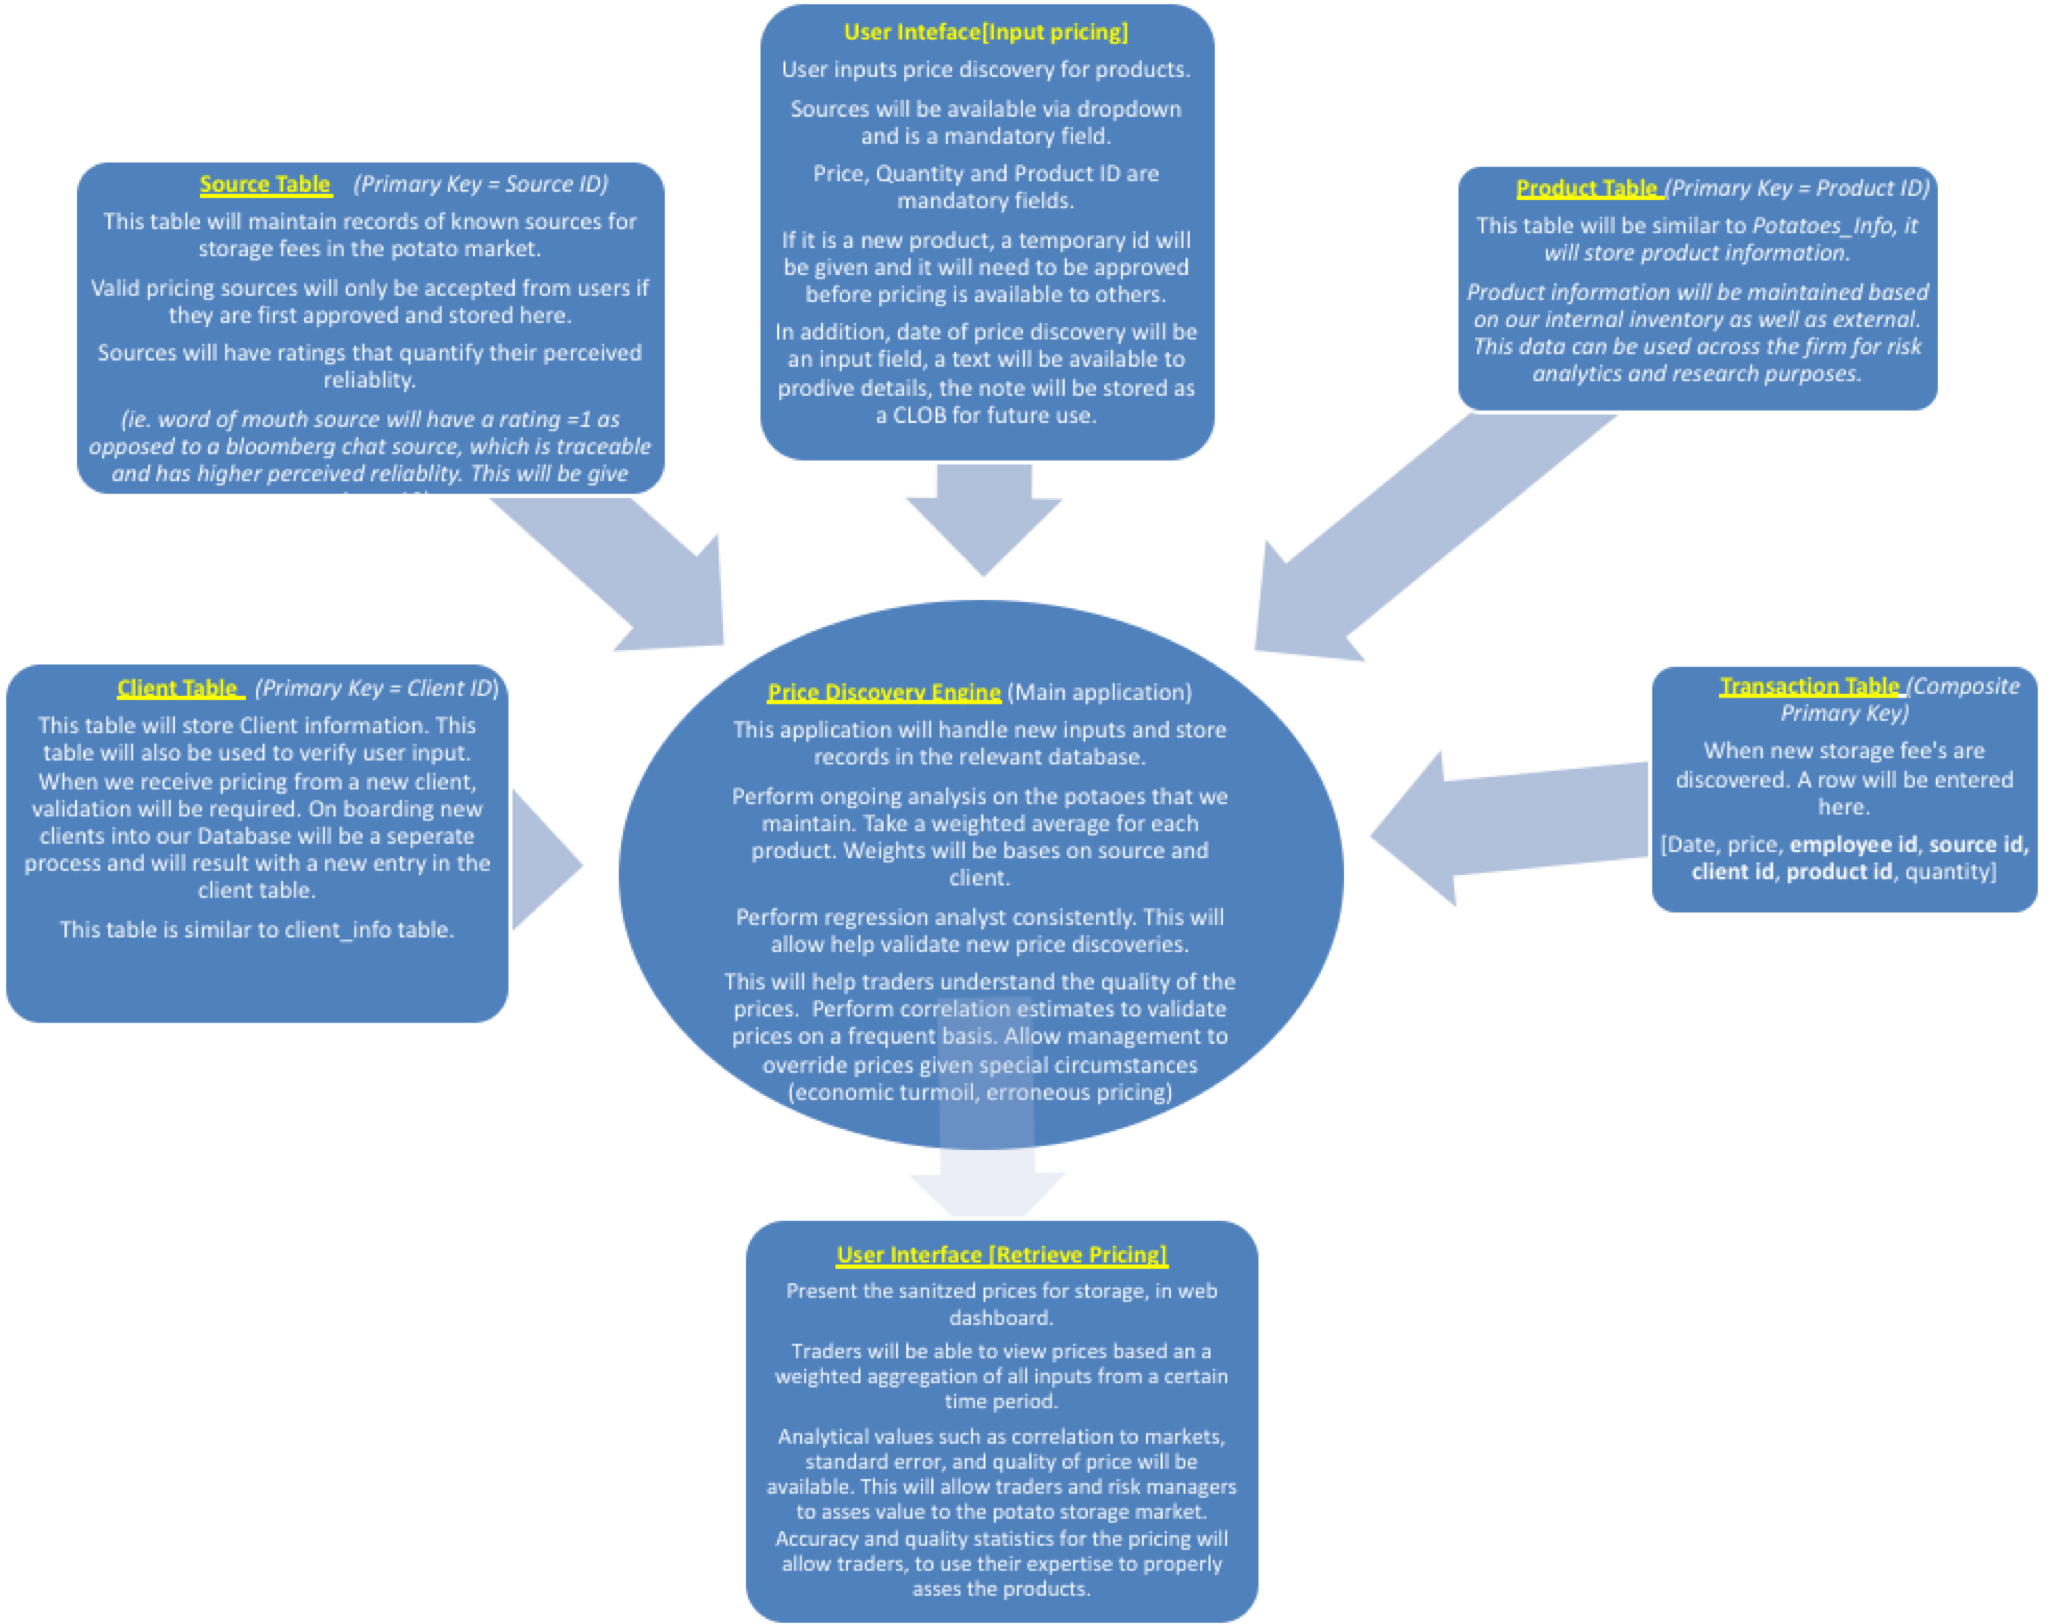 User Inteface[Input pricing]
User inputs price discovery for products.
Sources will be available via dropdown
and is a mandatory field.
Price, Quantity and Product ID are
mandatory fields.
If it is a new product, a temporary id will
be given and it will need to be approved
before pricing is available to others.
In addition, date of price discovery will be
an input field, a text will be available to
prodive details, the note will be stored as
a CLOB for future use.
Source Table (Primary Key = Source ID)
This table will maintain records of known sources for
storage fees in the potato market.
Valid pricing sources will only be accepted from users if
they are first approved and stored here.
Sources will have ratings that quantify their perceived
reliablity.
(ie. word of mouth source will have a rating =1 as
opposed to a bloomberg chat source, which is traceable
and has higher perceived reliablity. This will be give
Product Table (Primary Key = Product ID)
This table will be similar to Potatoes_Info, it
will store product information.
Product information will be maintained based
on our internal inventory as well as external.
This data can be used across the firm for risk
analytics and research purposes.
Client Table (Primary Key = Client ID)
This table will store Client information. This
table will also be used to verify user input.
When we receive pricing from a new client,
validation will be required. On boarding new
clients into our Database will be a seperate
process and will result with a new entry in the
client table.
This table is similar to client_info table.
Price Discovery Engine (Main application)
This application will handle new inputs and store
records in the relevant database.
Perform ongoing analysis on the potaoes that we
maintain. Take a weighted average for each
product. Weights will be bases on source and
client.
Perform regression analyst consistently. This will
allow help validate new price discoveries.
This will help traders understand the quality of the
prices. Perform correlation estimates to validate
prices on a frequent basis. Allow management to
override prices given special circumstances
(economic turmoil, erroneous pricing)
Transaction Table (Composite
Primary Key)
When new storage fee's are
discovered. A row will be entered
here.
[Date, price, employee id, source id,
client id, product id, quantity]
User Interface [Retrieve Pricing]
Present the sanitzed prices for storage, in web
dashboard.
Traders will be able to view prices based an a
weighted aggregation of all inputs from a certain
time period.
Analytical values such as correlation to markets,
standard error, and quality of price will be
available. This will allow traders and risk managers
to asses value to the potato storage market.
Accuracy and quality statistics for the pricing will
allow traders, to use their expertise to properly
asses the products.